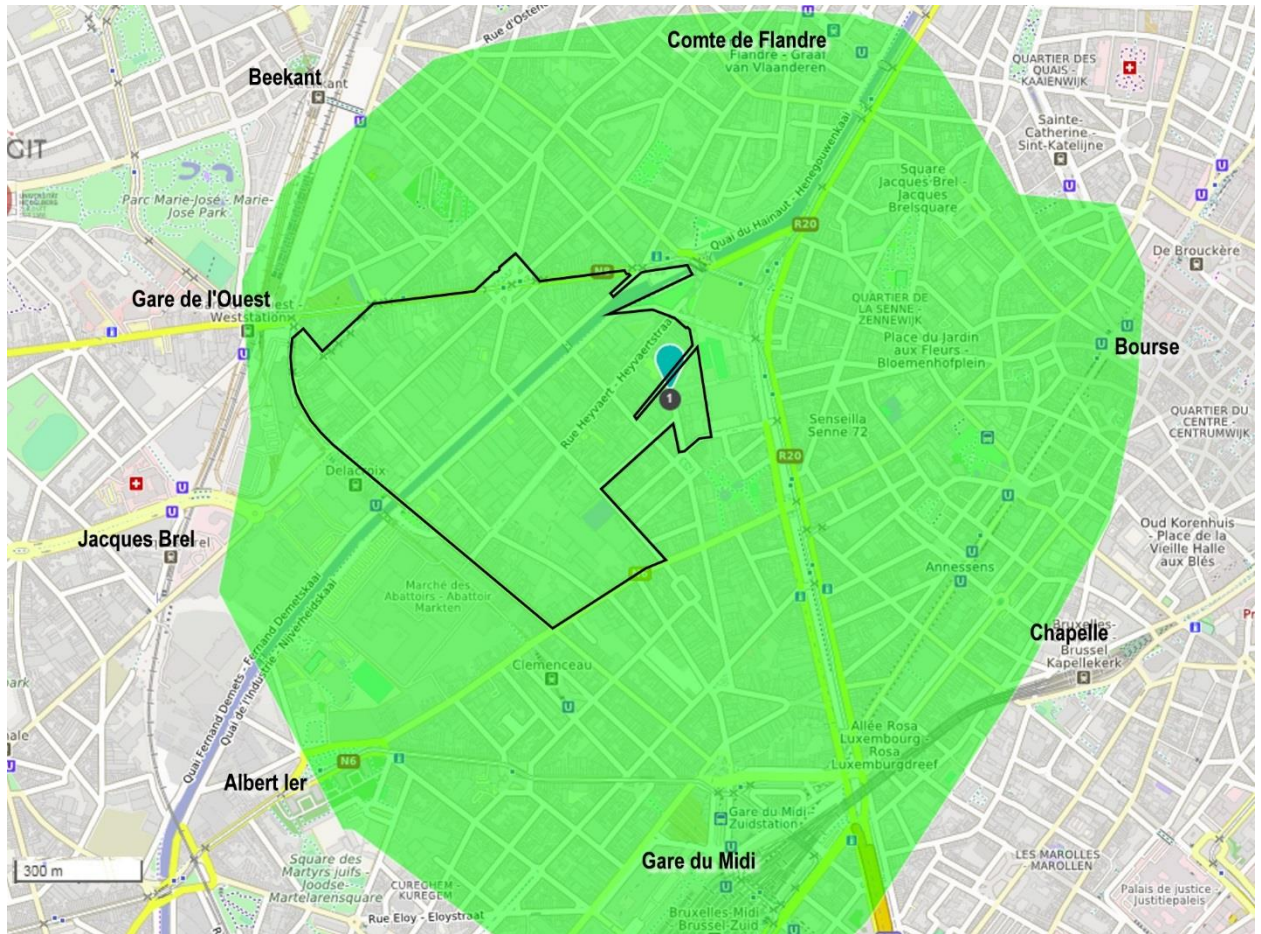 Rue d'Ostend
Comte de Flandre
Flandre - Graaf
van Vlaanderen
Beekant
QUARTIER DES
QUAIS -
KAAIENWIJK
Sainte-
Catherine -
Sint-Katelijne
GIT
Parc Marie-José - Marie-
José Park
Square
Jacques Brel -
Jacques
Brelsquare
Quai du Hainaut - Henegouwenkaai
R20
De Brouckère
Gare de l'Ouest
Weststation
QUARTIER DE
LA SENNE -
ZENNEWIJK
Place du Jardin
aux Fleurs -
Bloemenhofplein
Bourse
Rue Heyvaert - Heyvaertstraat
1
QUARTIER DU
CENTRE -
CENTRUMWIJK
Senseilla
Senne 72
R20
Delacroix
Jacques Brel
Oud Korenhuis
- Place de la
Vieille Halle
aux Blés
Annessens
Marché des
Abattoirs - Abattoir
Markten
Quai Fernand Demets - Fernand Demetskaai
Quai de l'Industrie - Nijverheidskaai
Chapelle
Bruxelles-
Brussel
Kapellekerk
Clemenceau
Allée Rosa
Luxembourg -
Rosa
Luxemburgdreef
N6
Albert Ier
Gare du Midi -
Zuidstation
Gare du Midi
300 m
Square des
Martyrs juifs -
Joodse-
Martelarensquare
CUREGHEM -
KUREGEM
Rue Eloy - Eloystraat
LES MAROLLES
- MAROLLEN
Palais de justice -
Justitiepaleis
Bruxelles-Midi
Brussel-Zuid